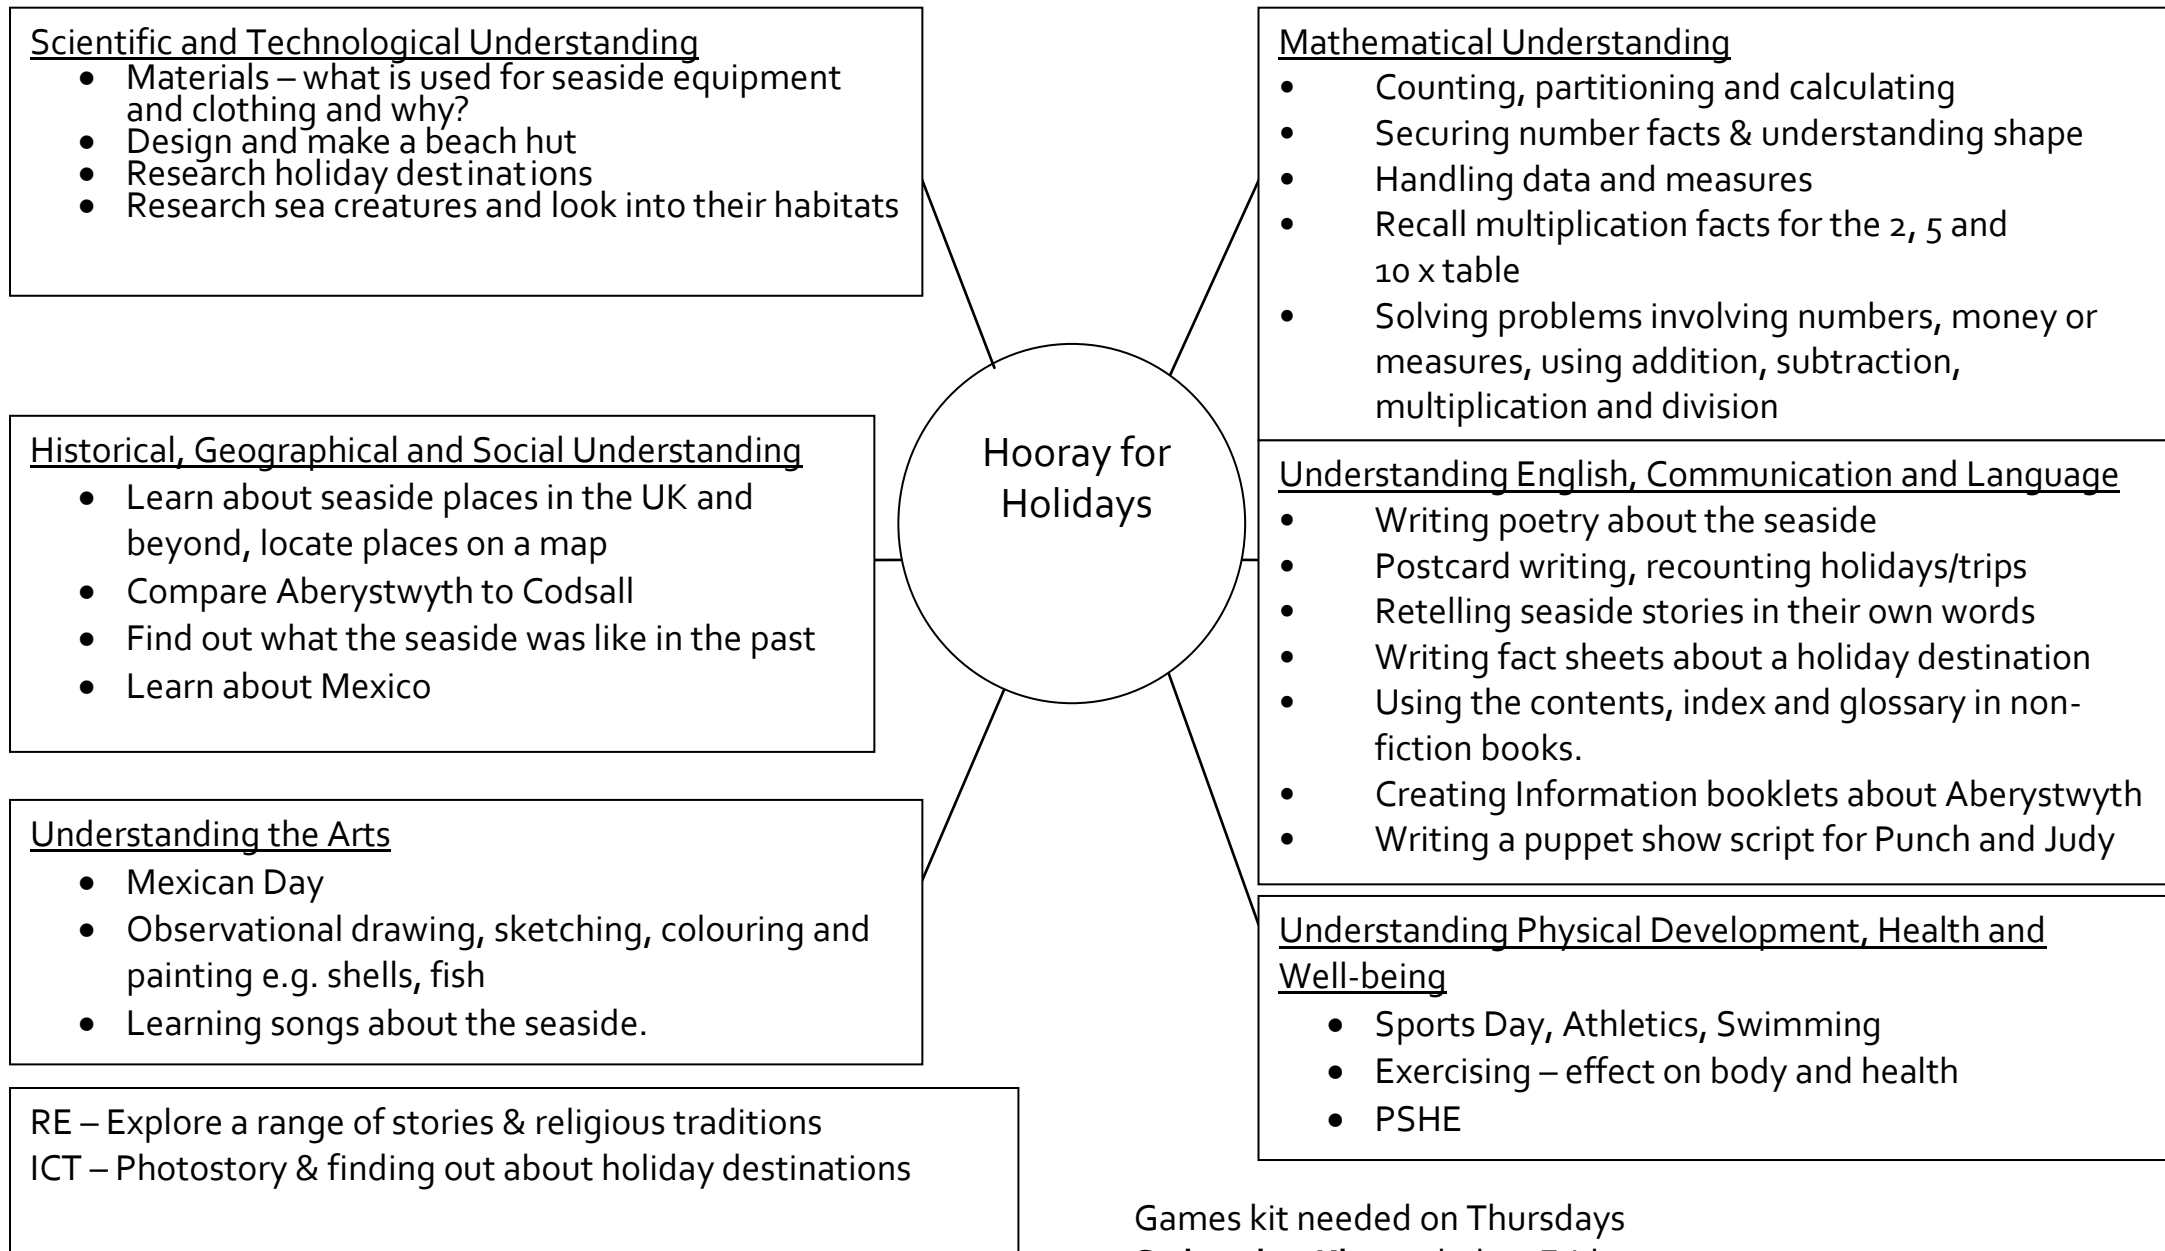 Scientific and Technological Understanding
• Materials – what is used for seaside equipment
and clothing and why?
• Design and make a beach hut
• Research holiday destinations
• Research sea creatures and look into their habitats
Historical, Geographical and Social Understanding
• Learn about seaside places in the UK and
beyond, locate places on a map
• Compare Aberystwyth to Codsall
• Find out what the seaside was like in the past
• Learn about Mexico
Understanding the Arts
• Mexican Day
• Observational drawing, sketching, colouring and
painting e.g. shells, fish
• Learning songs about the seaside.
RE – Explore a range of stories & religious traditions
ICT – Photostory & finding out about holiday destinations
Hooray for
Holidays
Mathematical Understanding
• Counting, partitioning and calculating
• Securing number facts & understanding shape
• Handling data and measures
• Recall multiplication facts for the 2, 5 and
10 x table
• Solving problems involving numbers, money or
measures, using addition, subtraction,
multiplication and division
Understanding English, Communication and Language
• Writing poetry about the seaside
• Postcard writing, recounting holidays/trips
• Retelling seaside stories in their own words
• Writing fact sheets about a holiday destination
• Using the contents, index and glossary in non-
fiction books.
• Creating Information booklets about Aberystwyth
• Writing a puppet show script for Punch and Judy
Understanding Physical Development, Health and
Well-being
• Sports Day, Athletics, Swimming
• Exercising – effect on body and health
• PSHE
Games kit needed on Thursdays